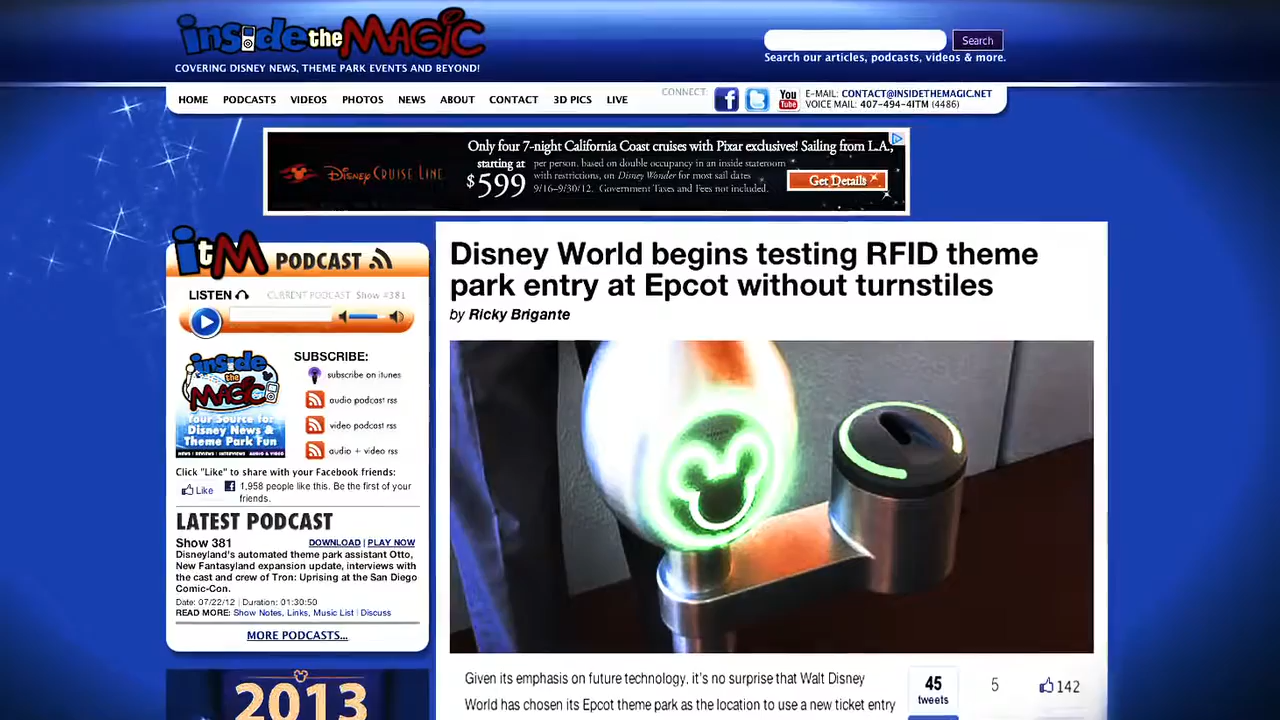 inside the MAGIC
COVERING DISNEY NEWS, THEME PARK EVENTS AND BEYOND!
Search
Search our articles, podcasts, videos & more.
HOME PODCASTS VIDEOS PHOTOS NEWS ABOUT CONTACT 3D PICS LIVE
CONNECT:
f
You Tube
E-MAIL: CONTACT@INSIDETHEMAGIC.NET
VOICE MAIL: 407-494-4ITM (4486)
DISNEY CRUISE LINE
Only four 7-night California Coast cruises with Pixar exclusives! Sailing from L.A.,
starting at
$599
per person, based on double occupancy in an inside stateroom
with restrictions, on Disney Wonder for most sail dates
9/16–9/30/12. Government Taxes and Fees not included.
Get Details
itM PODCAST
LISTEN
CURRENT PODCAST: Show #381
inside the MAGIC
Your Source for
Disney News &
Theme Park Fun
NEWS | REVIEWS | INTERVIEWS | AUDIO & VIDEO
SUBSCRIBE:
subscribe on itunes
audio podcast rss
video podcast rss
audio + video rss
Click "Like" to share with your Facebook friends:
Like
1,958 people like this. Be the first of your
friends.
LATEST PODCAST
Show 381
DOWNLOAD | PLAY NOW
Disneyland's automated theme park assistant Otto,
New Fantasyland expansion update, interviews with
the cast and crew of Tron: Uprising at the San Diego
Comic-Con.
Date: 07/22/12 | Duration: 01:30:50
READ MORE: Show Notes, Links, Music List | Discuss
MORE PODCASTS...
2013
Disney World begins testing RFID theme
park entry at Epcot without turnstiles
by Ricky Brigante
Given its emphasis on future technology, it's no surprise that Walt Disney
World has chosen its Epcot theme park as the location to use a new ticket entry
45
tweets
5
142